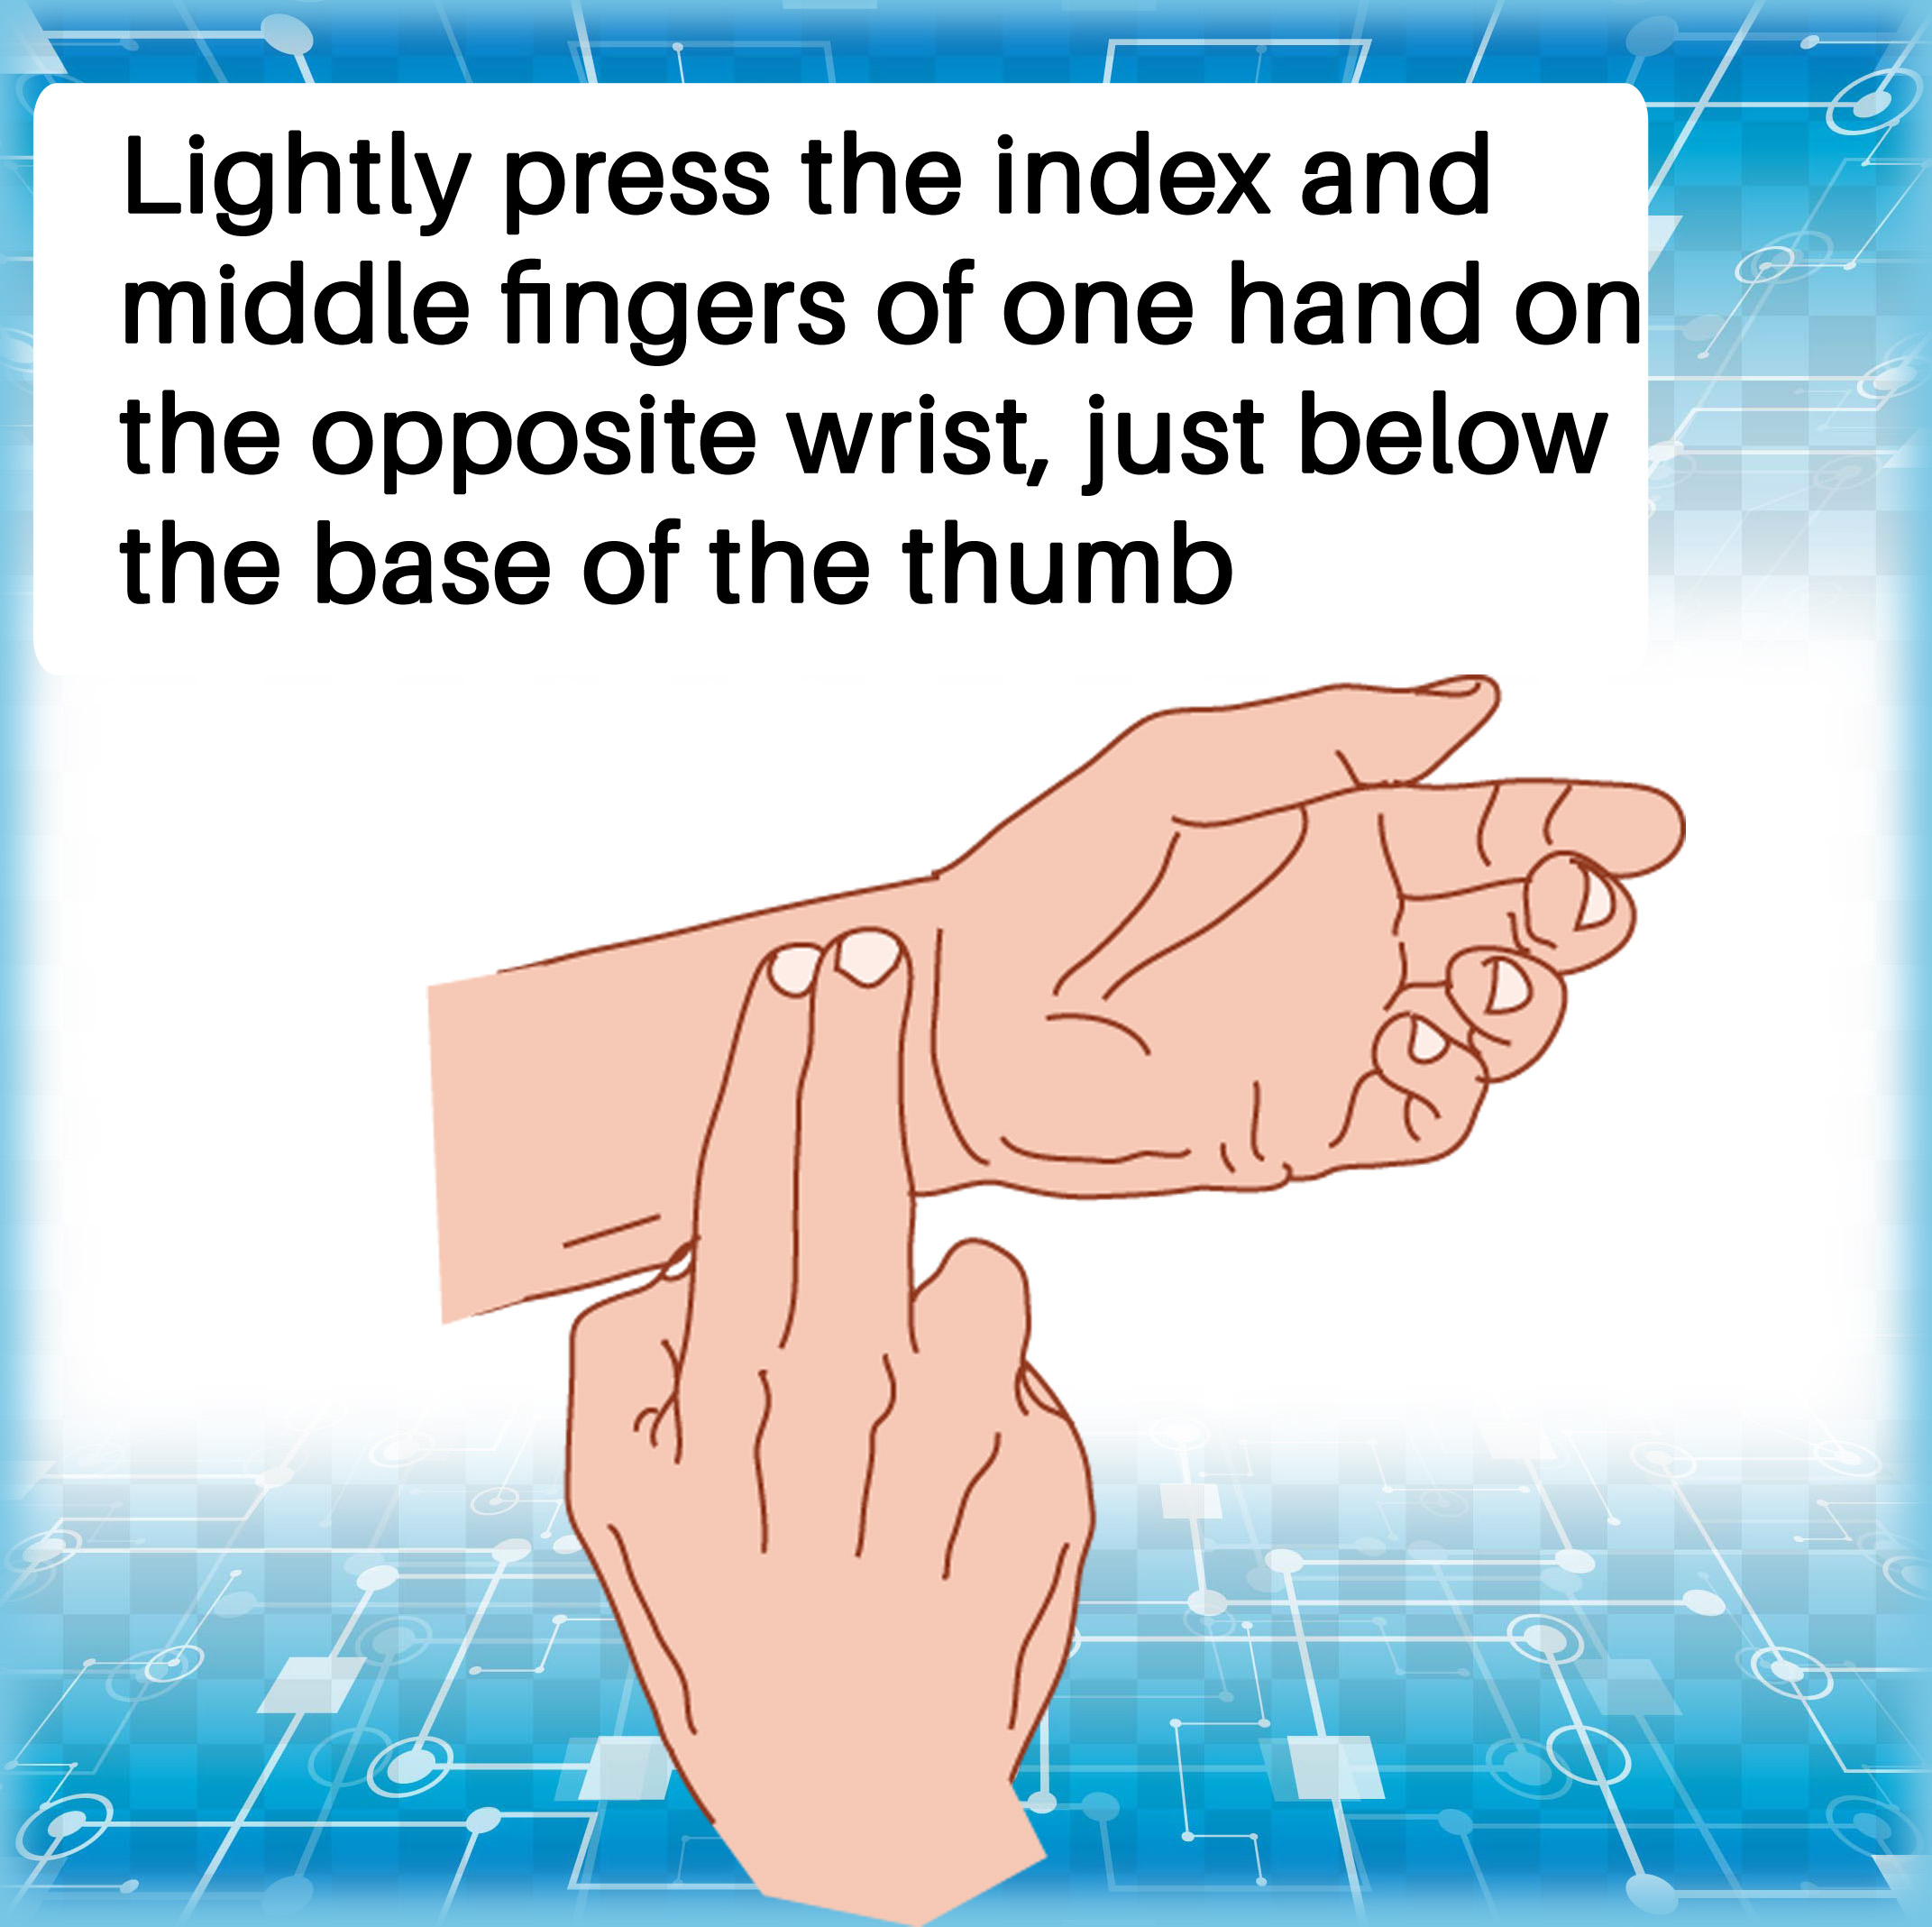 Lightly press the index and
middle fingers of one hand on
the opposite wrist, just below
the base of the thumb